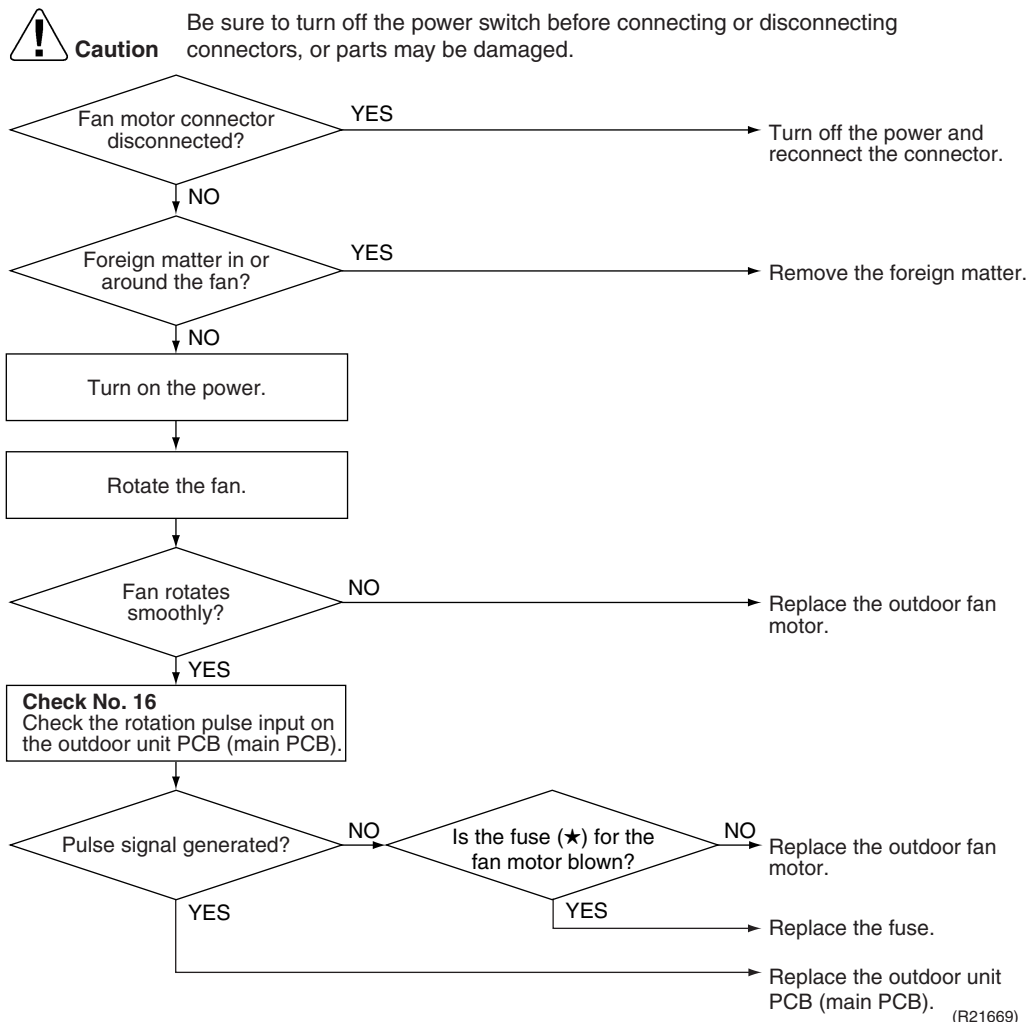 Be sure to turn off the power switch before connecting or disconnecting
Caution connectors, or parts may be damaged.
Fan motor connector
disconnected?
YES
Turn off the power and
reconnect the connector.
NO
Foreign matter in or
around the fan?
YES
Remove the foreign matter.
NO
Turn on the power.
Rotate the fan.
Fan rotates
smoothly?
NO
Replace the outdoor fan
motor.
YES
Check No. 16
Check the rotation pulse input on
the outdoor unit PCB (main PCB).
Pulse signal generated?
NO
Is the fuse (★) for the
fan motor blown?
NO
Replace the outdoor fan
motor.
YES
YES
Replace the fuse.
Replace the outdoor unit
PCB (main PCB).
(R21669)